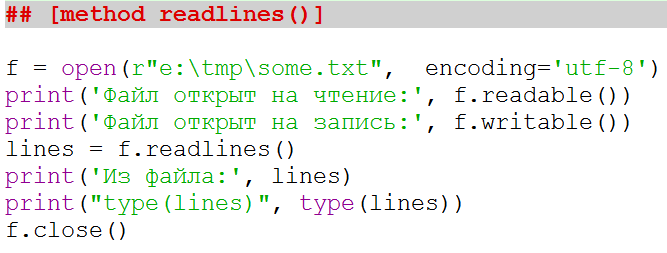 ## [method readlines()]
f = open(r"e:\tmp\some.txt",  encoding='utf-8')
print('Файл открыт на чтение:', f.readable())
print('Файл открыт на запись:', f.writable())
lines = f.readlines()
print('Из файла:', lines)
print("type(lines)", type(lines))
f.close()